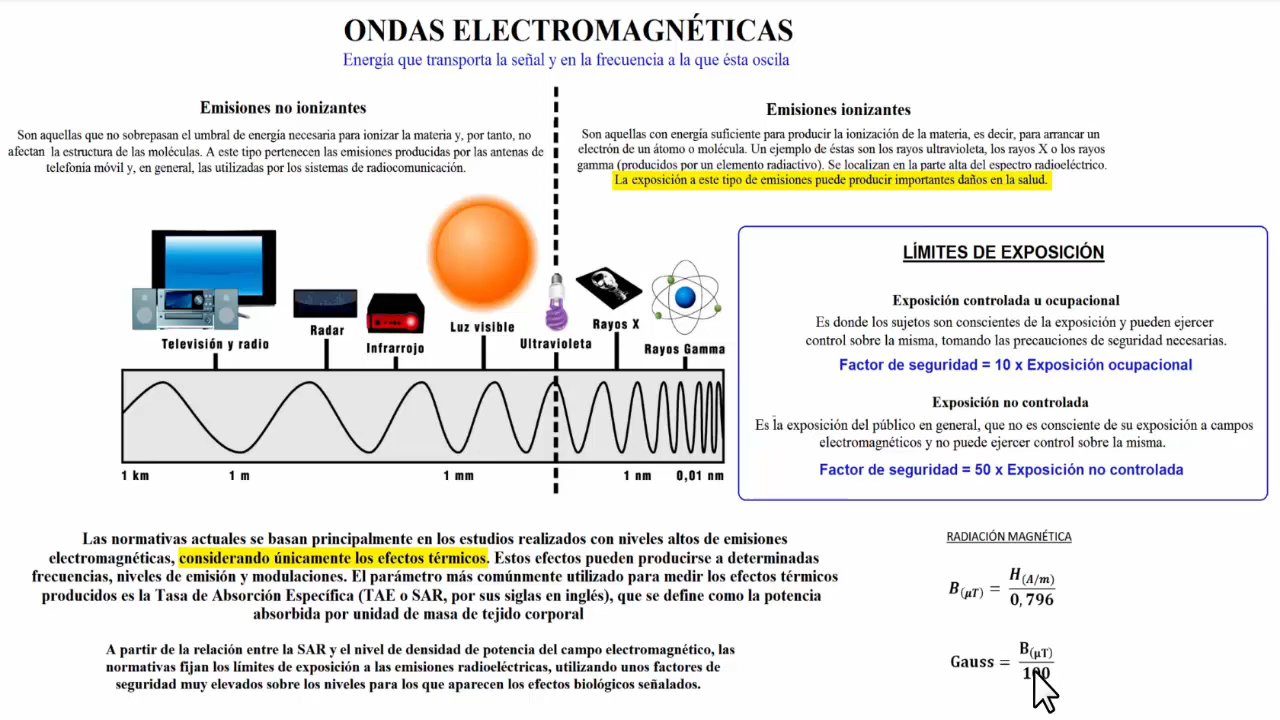 ONDAS ELECTROMAGNÉTICAS
Energía que transporta la señal y en la frecuencia a la que ésta oscila
Emisiones no ionizantes
Son aquellas que no sobrepasan el umbral de energía necesaria para ionizar la materia y, por tanto, no
afectan la estructura de las moléculas. A este tipo pertenecen las emisiones producidas por las antenas de
telefonía móvil y, en general, las utilizadas por los sistemas de radiocomunicación.
Emisiones ionizantes
Son aquellas con energía suficiente para producir la ionización de la materia, es decir, para arrancar un
electrón de un átomo o molécula. Un ejemplo de éstas son los rayos ultravioleta, los rayos X o los rayos
gamma (producidos por un elemento radiactivo). Se localizan en la parte alta del espectro radioeléctrico.
La exposición a este tipo de emisiones puede producir importantes daños en la salud.
Televisión y radio
Radar
Infrarrojo
Luz visible
Ultravioleta
Rayos X
Rayos Gamma
1 km
1 m
1 mm
1 nm
0,01 nm
LÍMITES DE EXPOSICIÓN
Exposición controlada u ocupacional
Es donde los sujetos son conscientes de la exposición y pueden ejercer
control sobre la misma, tomando las precauciones de seguridad necesarias.
Factor de seguridad = 10 x Exposición ocupacional
Exposición no controlada
Es la exposición del público en general, que no es consciente de su exposición a campos
electromagnéticos y no puede ejercer control sobre la misma.
Factor de seguridad = 50 x Exposición no controlada
Las normativas actuales se basan principalmente en los estudios realizados con niveles altos de emisiones
electromagnéticas, considerando únicamente los efectos térmicos. Estos efectos pueden producirse a determinadas
frecuencias, niveles de emisión y modulaciones. El parámetro más comúnmente utilizado para medir los efectos térmicos
producidos es la Tasa de Absorción Específica (TAE o SAR, por sus siglas en inglés), que se define como la potencia
absorbida por unidad de masa de tejido corporal
A partir de la relación entre la SAR y el nivel de densidad de potencia del campo electromagnético, las
normativas fijan los límites de exposición a las emisiones radioeléctricas, utilizando unos factores de
seguridad muy elevados sobre los niveles para los que aparecen los efectos biológicos señalados.
RADIACIÓN MAGNÉTICA
B(μT) = H(A/m) / 0,796
Gauss = B(μT) / 100